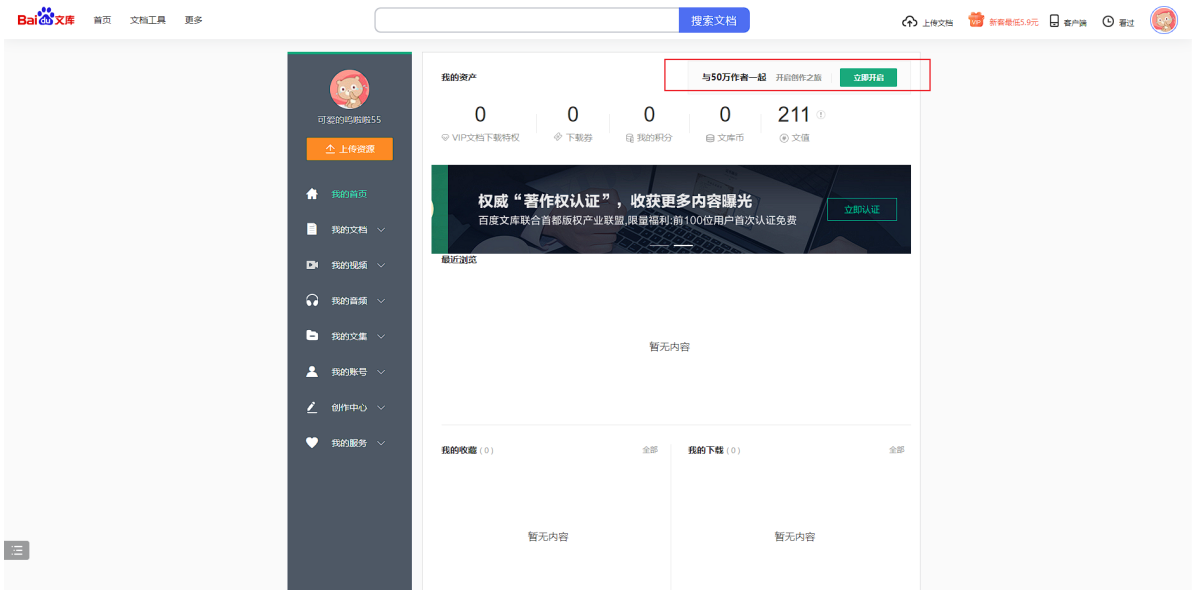 Bai du 文库 首页 文档工具 更多 搜索文档 上传文档 VIP 新客最低5.9元 客户端 看过
可爱的呜啦啦55
上传资源
我的首页
我的文档
我的视频
我的音频
我的文集
我的账号
创作中心
我的服务
我的资产 与50万作者一起 开启创作之旅 立即开启
0 0 0 0 211
VIP文档下载特权 下载券 我的积分 文库币 文值
权威“著作权认证”，收获更多内容曝光
百度文库联合首都版权产业联盟,限量福利:前100位用户首次认证免费
立即认证
最近浏览
暂无内容
我的收藏 ( 0 ) 全部 我的下载 ( 0 ) 全部
暂无内容 暂无内容